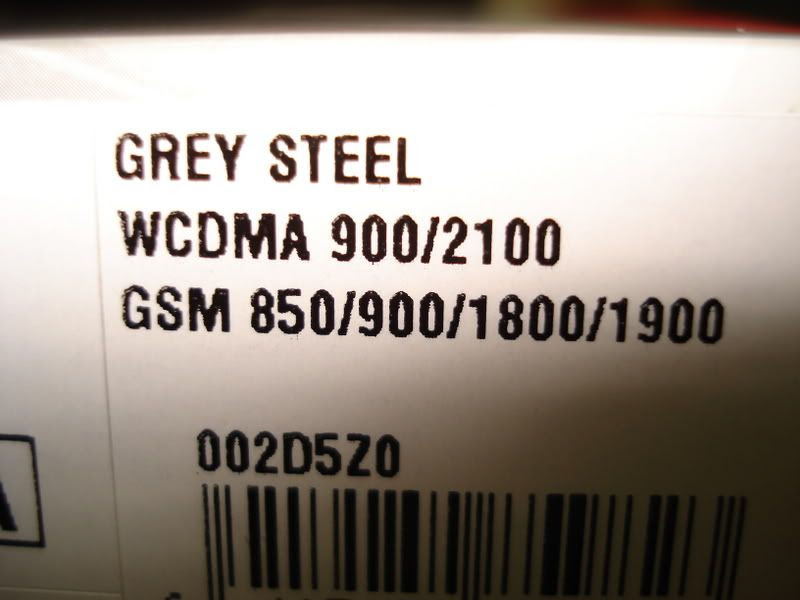 GREY STEEL
WCDMA 900/2100
GSM 850/900/1800/1900
002D5Z0